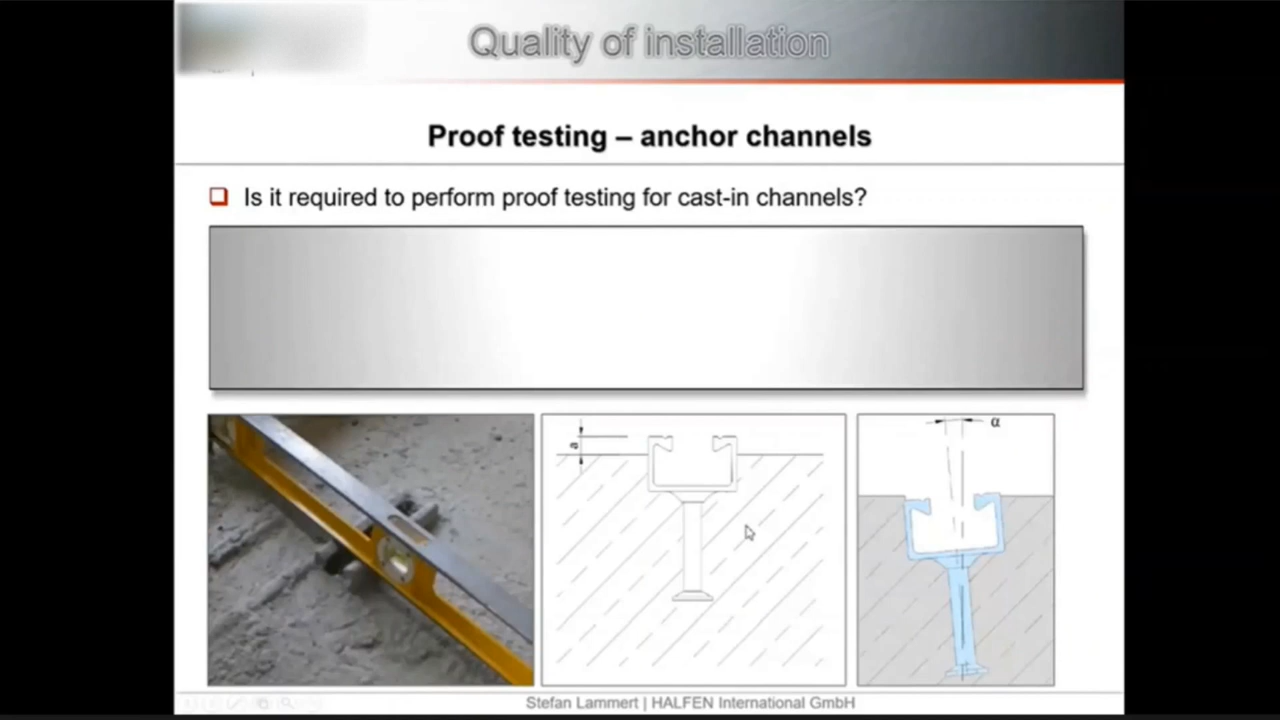 Quality of installation
Proof testing – anchor channels
Is it required to perform proof testing for cast-in channels?
a
α
Stefan Lammert | HALFEN International GmbH